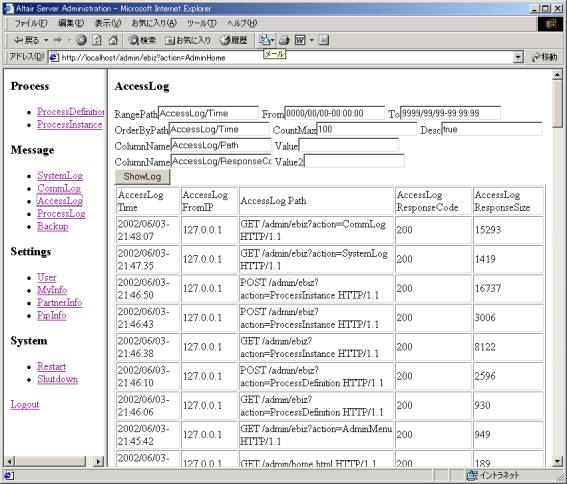 Altair Server Administration - Microsoft Internet Explorer
ファイル(F) 編集(E) 表示(V) お気に入り(A) ツール(T) ヘルプ(H)
戻る 検索 お気に入り 履歴
メール
アドレス(D) http://localhost/admin/ebiz?action=AdminHome 移動
Process
ProcessDefinition
ProcessInstance
Message
SystemLog
CommLog
AccessLog
ProcessLog
Backup
Settings
User
MyInfo
PartnerInfo
PipInfo
System
Restart
Shutdown
Logout
AccessLog
RangePath AccessLog/Time From 0000/00/00-00:00:00 To 9999/99/99-99:99:99
OrderByPath AccessLog/Time CountMax 100 Desc true
ColumnName AccessLog/Path Value
ColumnName AccessLog/ResponseCo Value2
ShowLog
AccessLog Time AccessLog FromIP AccessLog Path AccessLog ResponseCode AccessLog ResponseSize
2002/06/03-21:48:07 127.0.0.1 GET /admin/ebiz?action=CommLog HTTP/1.1 200 15293
2002/06/03-21:47:35 127.0.0.1 GET /admin/ebiz?action=SystemLog HTTP/1.1 200 1419
2002/06/03-21:46:50 127.0.0.1 POST /admin/ebiz?action=ProcessInstance HTTP/1.1 200 16737
2002/06/03-21:46:43 127.0.0.1 POST /admin/ebiz?action=ProcessInstance HTTP/1.1 200 3006
2002/06/03-21:46:38 127.0.0.1 GET /admin/ebiz?action=ProcessInstance HTTP/1.1 200 8122
2002/06/03-21:46:10 127.0.0.1 POST /admin/ebiz?action=ProcessDefinition HTTP/1.1 200 2596
2002/06/03-21:46:06 127.0.0.1 GET /admin/ebiz?action=ProcessDefinition HTTP/1.1 200 930
2002/06/03-21:45:42 127.0.0.1 GET /admin/ebiz?action=AdminMenu HTTP/1.1 200 949
2002/06/03- 127.0.0.1 GET /admin/home.html HTTP/1.1 200 189
イントラネット